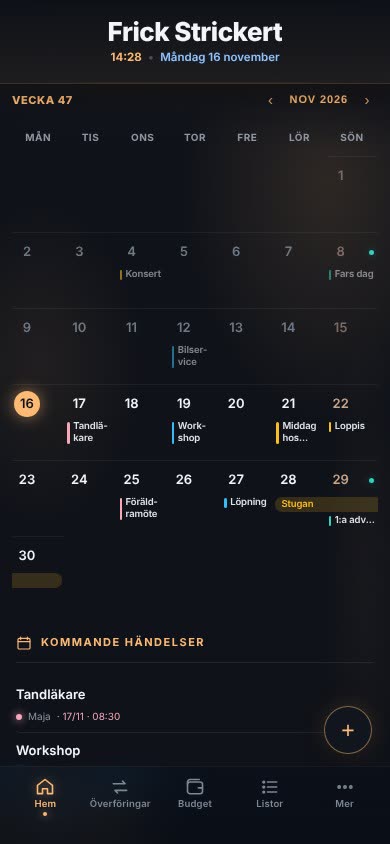 Frick Strickert
14:28 • Måndag 16 november
VECKA 47 ‹ NOV 2026 ›
MÅN TIS ONS TOR FRE LÖR SÖN
1
2 3 4 5 6 7 8
Konsert Fars dag
9 10 11 12 13 14 15
Bilser-
vice
16 17 18 19 20 21 22
Tandlä- Work- Middag Loppis
kare shop hos...
23 24 25 26 27 28 29
Föräld- Löpning Stugan
ramöte 1:a adv...
30
KOMMANDE HÄNDELSER
Tandläkare
Maja · 17/11 · 08:30
+
Workshop
Hem Överföringar Budget Listor Mer